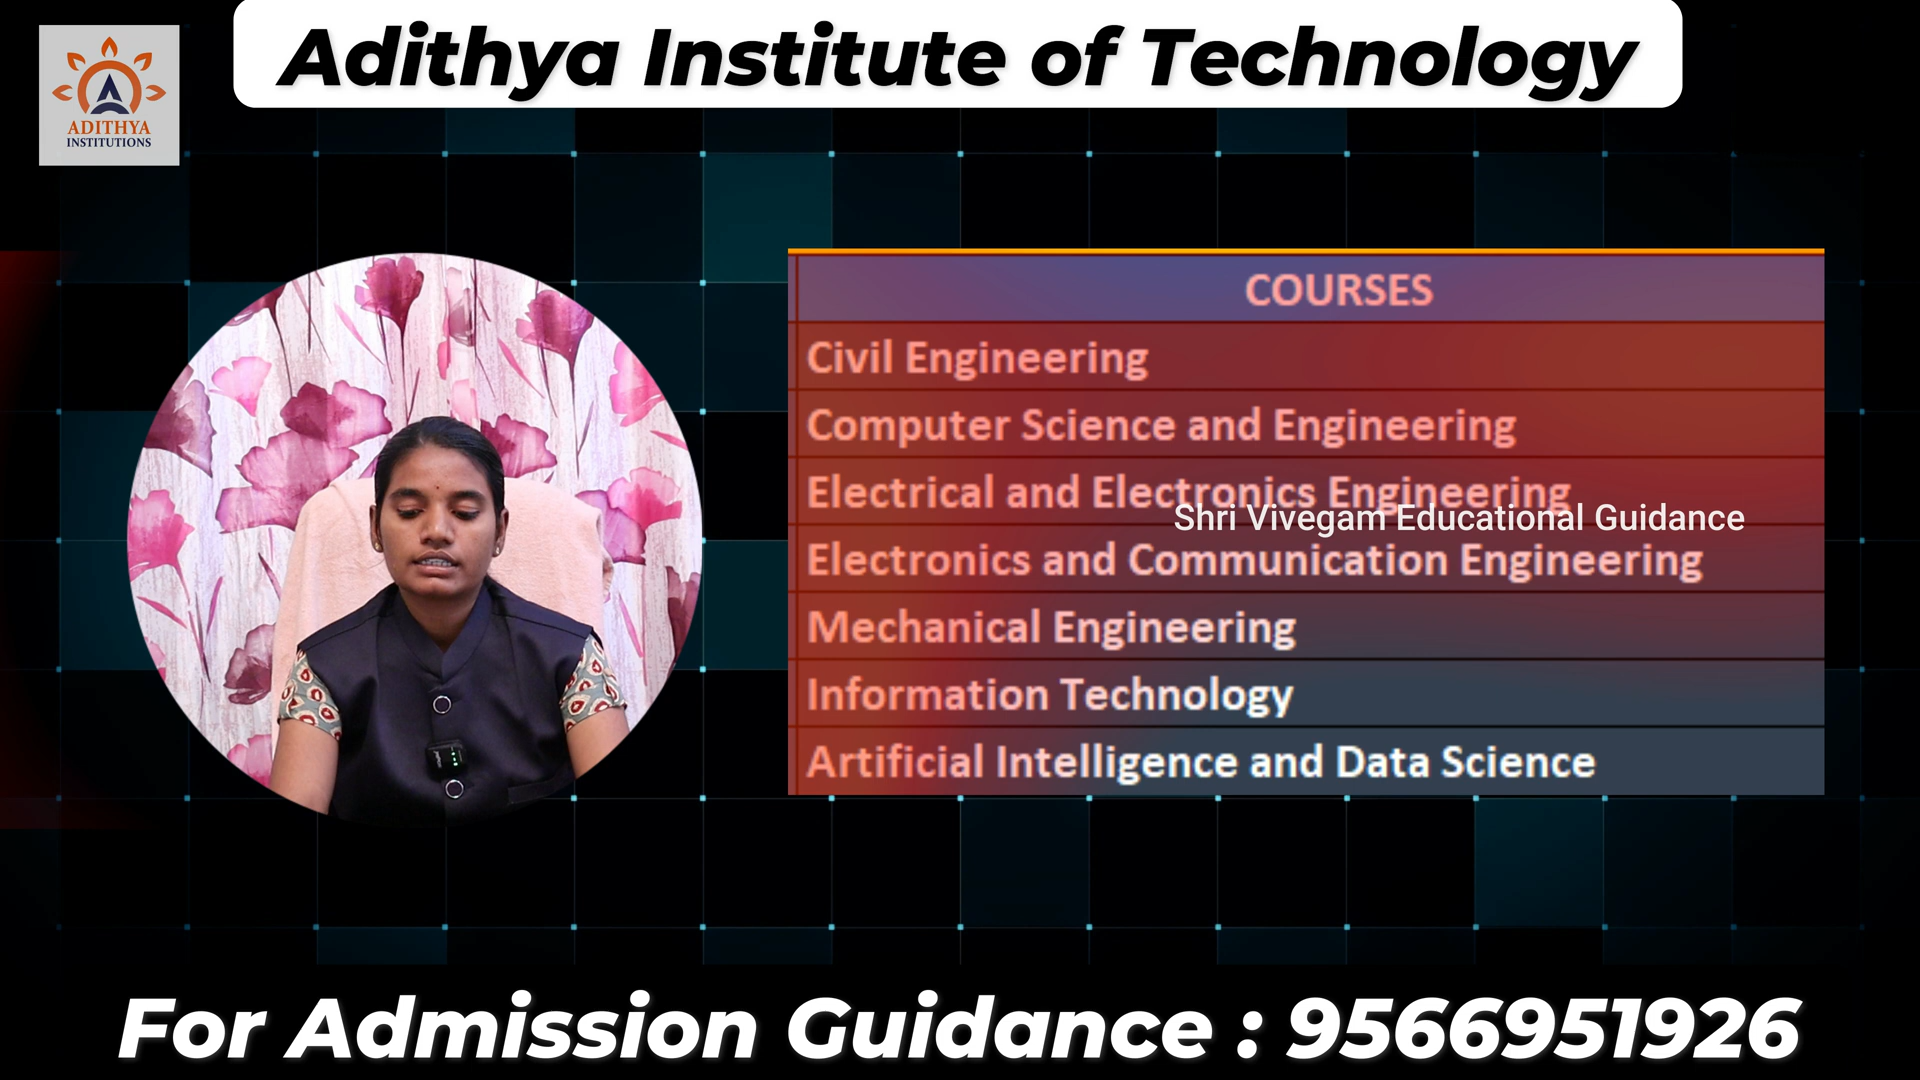 Adithya Institute of Technology
ADITHYA
INSTITUTIONS
COURSES
Civil Engineering
Computer Science and Engineering
Electrical and Electronics Engineering
Shri Vivegam Educational Guidance
Electronics and Communication Engineering
Mechanical Engineering
Information Technology
Artificial Intelligence and Data Science
For Admission Guidance : 9566951926